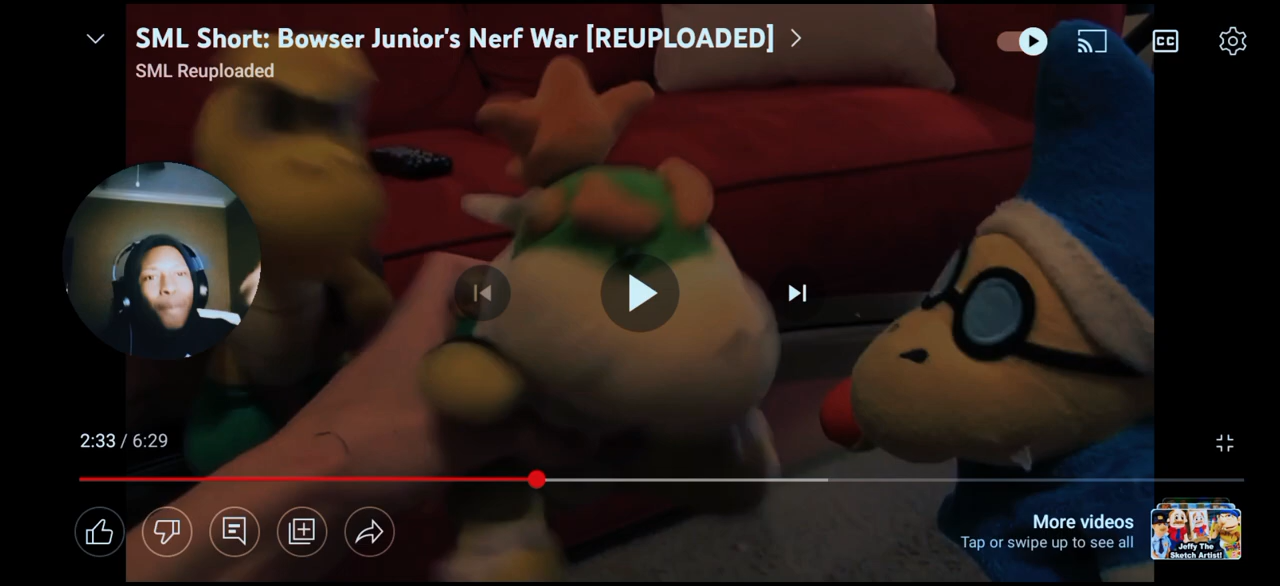 SML Short: Bowser Junior's Nerf War [REUPLOADED]
SML Reuploaded
CC
2:33 / 6:29
More videos
Tap or swipe up to see all
Jeffy The
Sketch Artist!